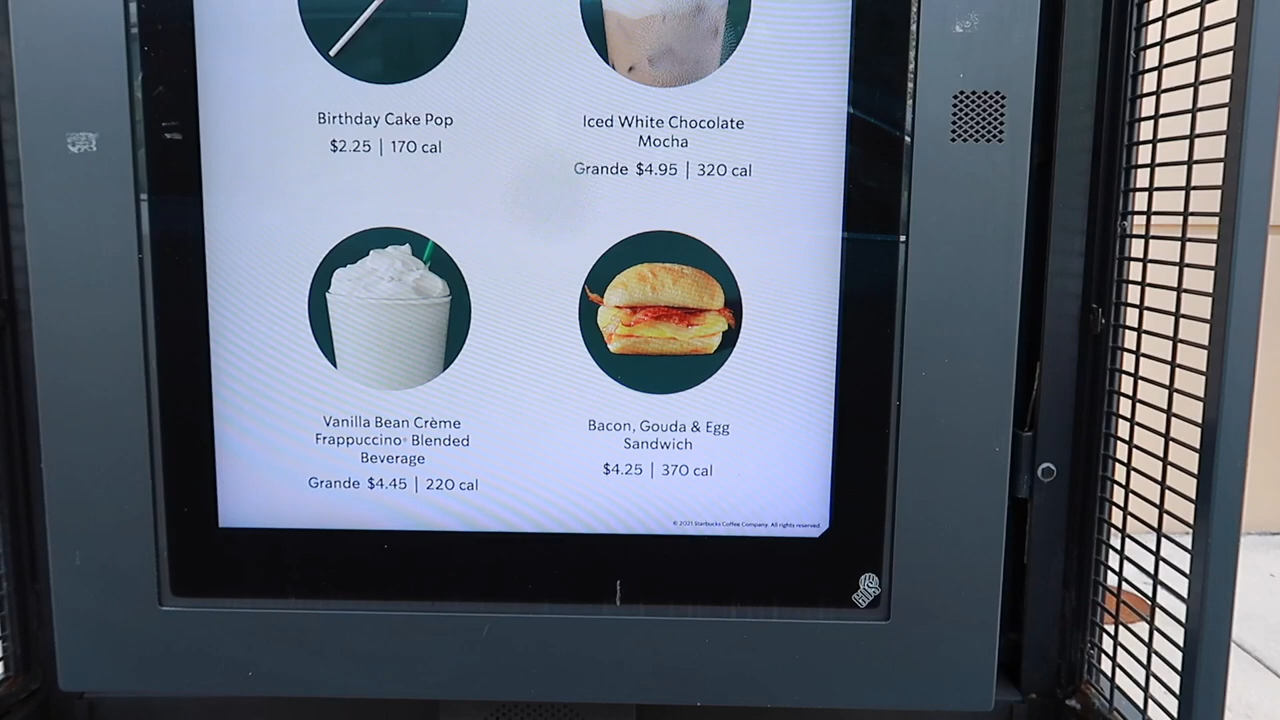 Birthday Cake Pop
$2.25 | 170 cal
Iced White Chocolate
Mocha
Grande $4.95 | 320 cal
Vanilla Bean Crème
Frappuccino® Blended
Beverage
Grande $4.45 | 220 cal
Bacon, Gouda & Egg
Sandwich
$4.25 | 370 cal
© 2021 Starbucks Coffee Company. All rights reserved.